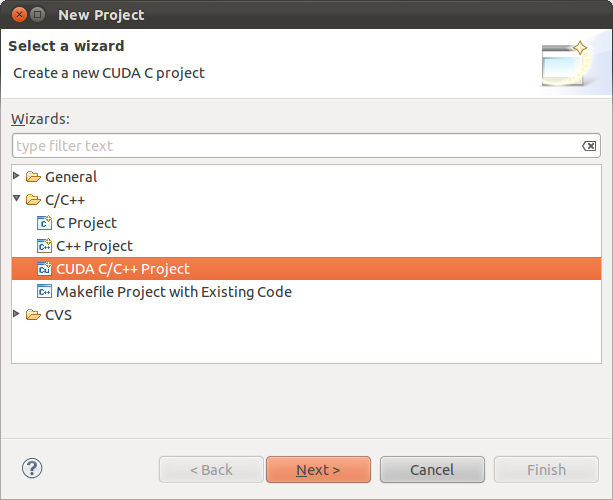 New Project
Select a wizard
Create a new CUDA C project
Wizards:
type filter text
General
C/C++
C Project
C++ Project
CUDA C/C++ Project
Makefile Project with Existing Code
CVS
< Back Next > Cancel Finish